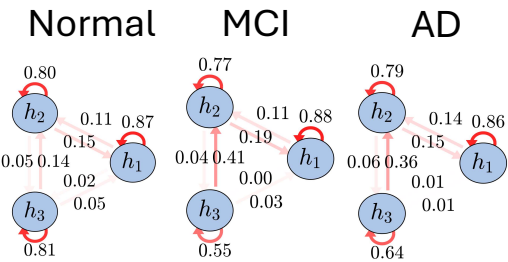 Normal MCI AD
0.80 0.77 0.79
h2 0.11 0.87 h2 0.11 0.88 h2 0.14 0.86
0.15 0.19 0.15
0.05 0.14 h1 0.04 0.41 h1 0.06 0.36 h1
0.02 0.00 0.01
h3 0.05 h3 0.03 h3 0.01
0.81 0.55 0.64